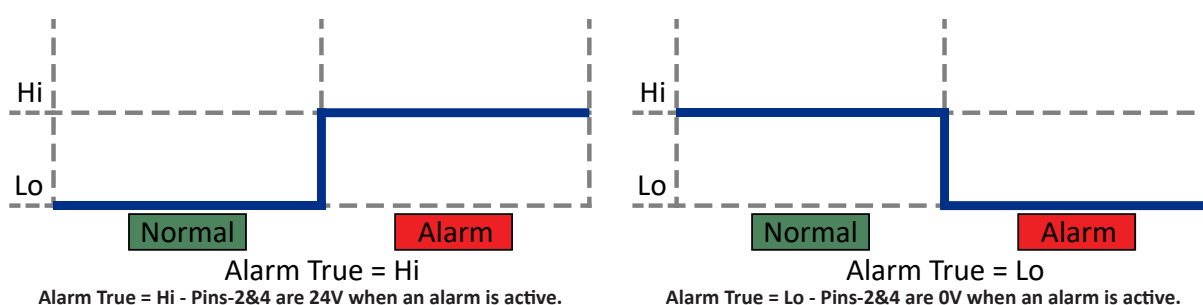 Hi
Lo
Normal
Alarm
Alarm True = Hi
Alarm True = Hi - Pins-2&4 are 24V when an alarm is active.
Hi
Lo
Normal
Alarm
Alarm True = Lo
Alarm True = Lo - Pins-2&4 are 0V when an alarm is active.